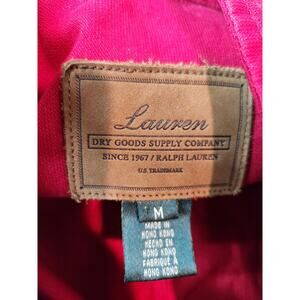 Lauren
DRY GOODS SUPPLY COMPANY
SINCE 1967 / RALPH LAUREN
U.S. TRADEMARK
M
MADE IN
HONG KONG
HECHO EN
HONG KONG
FABRIQUÉ À
HONG KONG